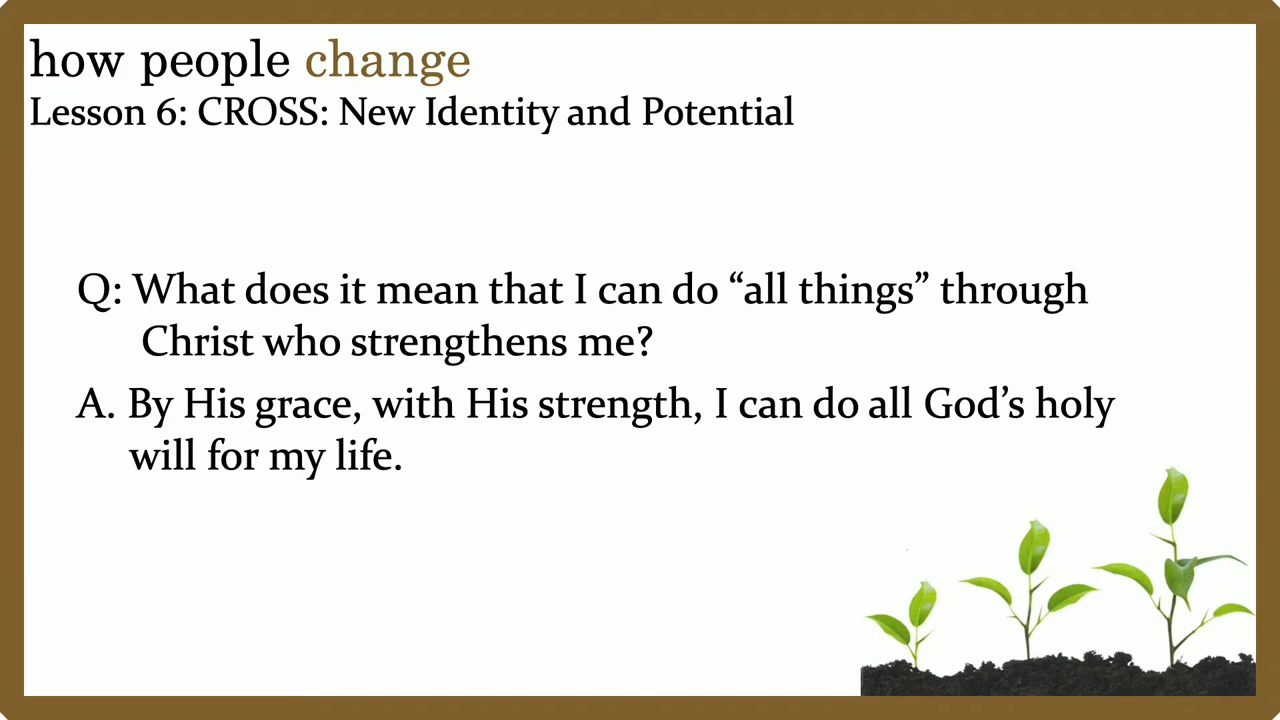 how people change
Lesson 6: CROSS: New Identity and Potential
Q: What does it mean that I can do “all things” through
Christ who strengthens me?
A. By His grace, with His strength, I can do all God’s holy
will for my life.